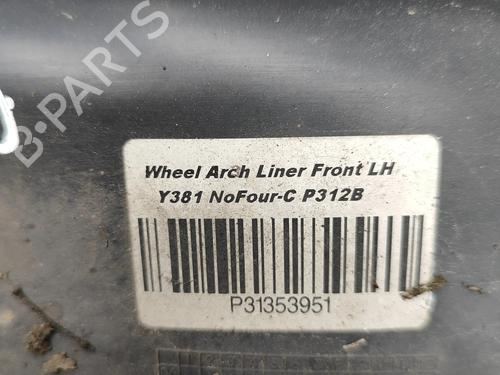 B-PARTS
Wheel Arch Liner Front LH
Y381 NoFour-C P312B
P31353951